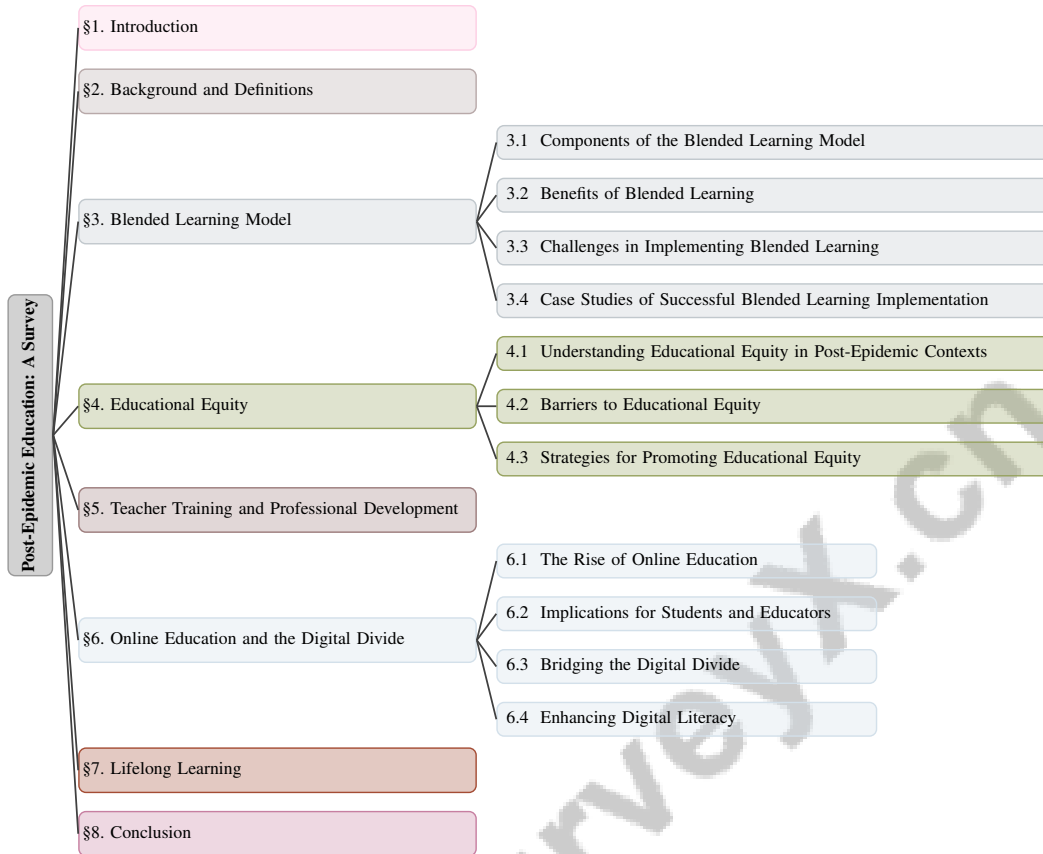 Post-Epidemic Education: A Survey
§1. Introduction
§2. Background and Definitions
§3. Blended Learning Model
3.1 Components of the Blended Learning Model
3.2 Benefits of Blended Learning
3.3 Challenges in Implementing Blended Learning
3.4 Case Studies of Successful Blended Learning Implementation
§4. Educational Equity
4.1 Understanding Educational Equity in Post-Epidemic Contexts
4.2 Barriers to Educational Equity
4.3 Strategies for Promoting Educational Equity
§5. Teacher Training and Professional Development
§6. Online Education and the Digital Divide
6.1 The Rise of Online Education
6.2 Implications for Students and Educators
6.3 Bridging the Digital Divide
6.4 Enhancing Digital Literacy
§7. Lifelong Learning
§8. Conclusion
rveyx.cn